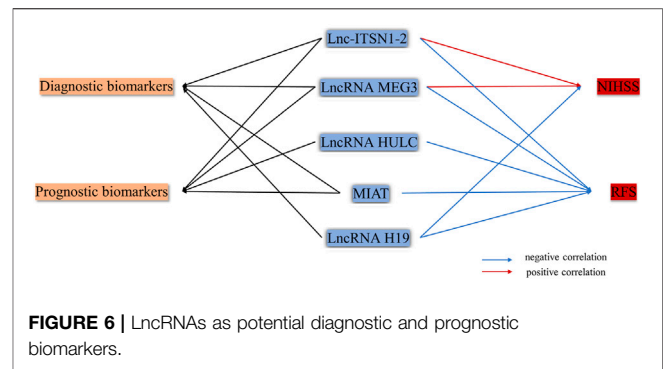 Lnc-ITSN1-2
Diagnostic biomarkers
LncRNA MEG3
NIHSS
LncRNA HULC
Prognostic biomarkers
MIAT
RFS
LncRNA H19
negative correlation
positive correlation
FIGURE 6 | LncRNAs as potential diagnostic and prognostic
biomarkers.